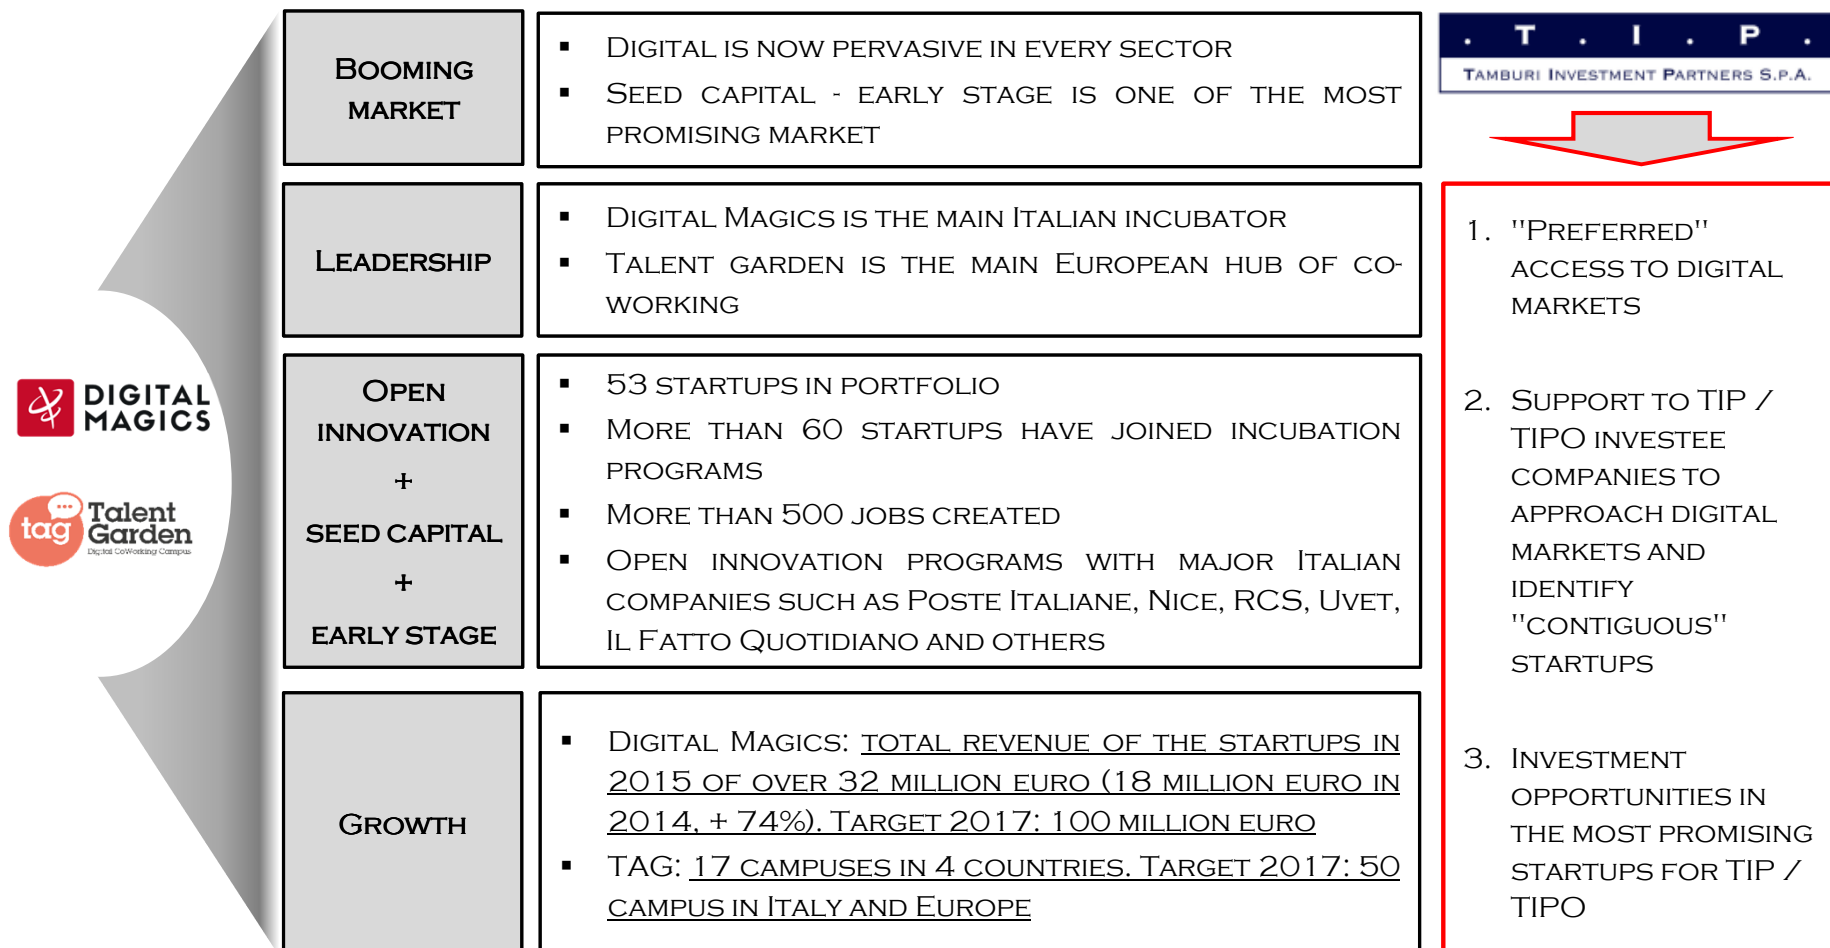 DIGITAL
MAGICS
tag
Talent
Garden
Digital CoWorking Campus
BOOMING
MARKET
▪ DIGITAL IS NOW PERVASIVE IN EVERY SECTOR
▪ SEED CAPITAL - EARLY STAGE IS ONE OF THE MOST
PROMISING MARKET
LEADERSHIP
▪ DIGITAL MAGICS IS THE MAIN ITALIAN INCUBATOR
▪ TALENT GARDEN IS THE MAIN EUROPEAN HUB OF CO-
WORKING
OPEN
INNOVATION
+
SEED CAPITAL
+
EARLY STAGE
▪ 53 STARTUPS IN PORTFOLIO
▪ MORE THAN 60 STARTUPS HAVE JOINED INCUBATION
PROGRAMS
▪ MORE THAN 500 JOBS CREATED
▪ OPEN INNOVATION PROGRAMS WITH MAJOR ITALIAN
COMPANIES SUCH AS POSTE ITALIANE, NICE, RCS, UVET,
IL FATTO QUOTIDIANO AND OTHERS
GROWTH
▪ DIGITAL MAGICS: TOTAL REVENUE OF THE STARTUPS IN
2015 OF OVER 32 MILLION EURO (18 MILLION EURO IN
2014, + 74%). TARGET 2017: 100 MILLION EURO
▪ TAG: 17 CAMPUSES IN 4 COUNTRIES. TARGET 2017: 50
CAMPUS IN ITALY AND EUROPE
. T . I . P .
TAMBURI INVESTMENT PARTNERS S.P.A.
1. "PREFERRED"
ACCESS TO DIGITAL
MARKETS
2. SUPPORT TO TIP /
TIPO INVESTEE
COMPANIES TO
APPROACH DIGITAL
MARKETS AND
IDENTIFY
"CONTIGUOUS"
STARTUPS
3. INVESTMENT
OPPORTUNITIES IN
THE MOST PROMISING
STARTUPS FOR TIP /
TIPO